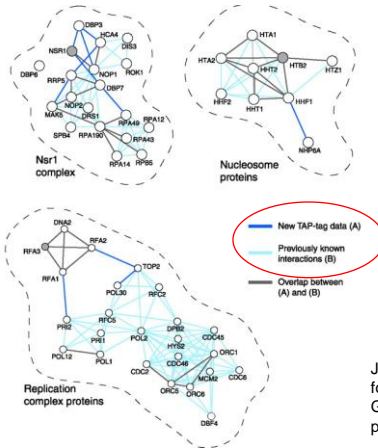 DBP3
HCA4
NSR1
DIS3
DBP6
NOP1
ROK1
RRP5
DBP7
NOP2
DRS1
MAK5
RPA49
RPA12
SPB4
RPA190
RPA43
RPA14
RPB5
Nsr1
complex
HTA1
HTA2
HTB2
HHT2
HTZ1
HHF2
HHT1
HHF1
NHP6A
Nucleosome
proteins
New TAP-tag data (A)
Previously known
interactions (B)
Overlap between
(A) and (B)
DNA2
RFA2
RFA3
TOP2
RFA1
POL30
RFC2
RFC5
PRI2
DPB2
CDC45
PRI1
POL2
HYS2
ORC1
POL12
POL1
CDC46
CDC2
MCM2
CDC6
ORC5
ORC6
DBF4
Replication
complex proteins
J
fo
G
p